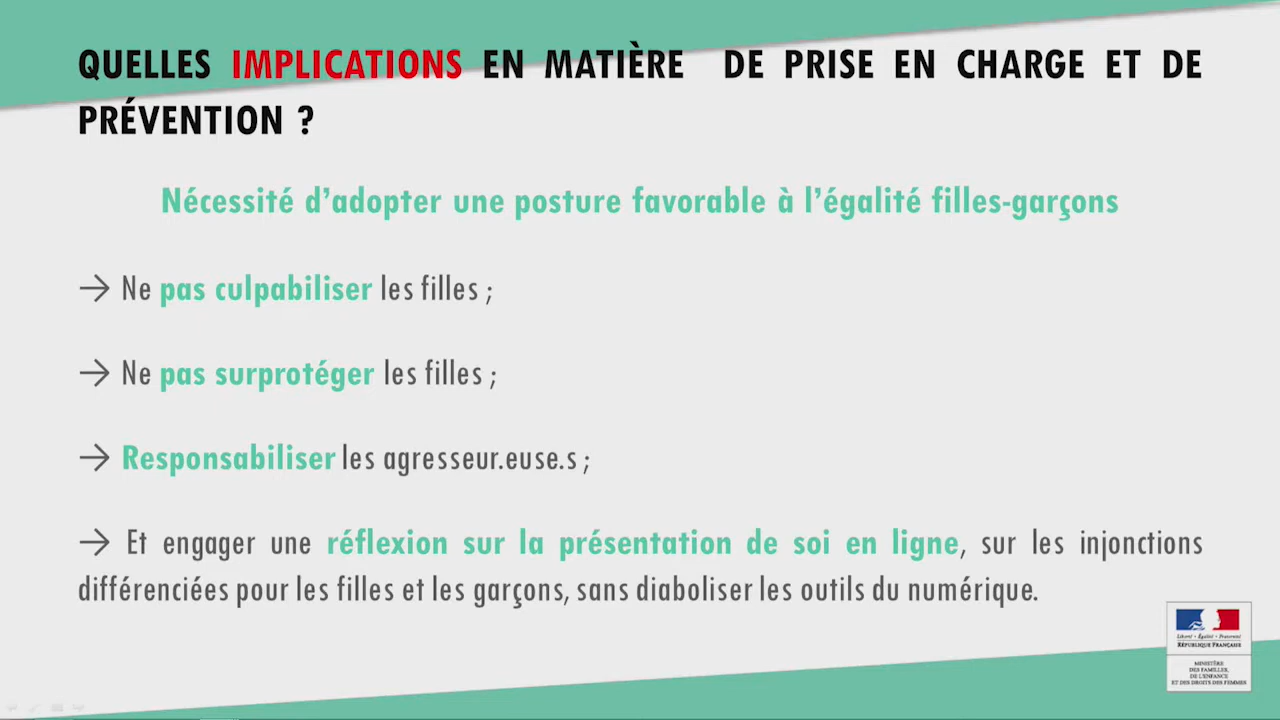 QUELLES IMPLICATIONS EN MATIÈRE DE PRISE EN CHARGE ET DE
PRÉVENTION ?
Nécessité d’adopter une posture favorable à l’égalité filles-garçons
→ Ne pas culpabiliser les filles ;
→ Ne pas surprotéger les filles ;
→ Responsabiliser les agresseur.euse.s ;
→ Et engager une réflexion sur la présentation de soi en ligne, sur les injonctions
différenciées pour les filles et les garçons, sans diaboliser les outils du numérique.
Liberté • Égalité • Fraternité
RÉPUBLIQUE FRANÇAISE
MINISTÈRE
DES FAMILLES,
DE L'ENFANCE
ET DES DROITS DES FEMMES